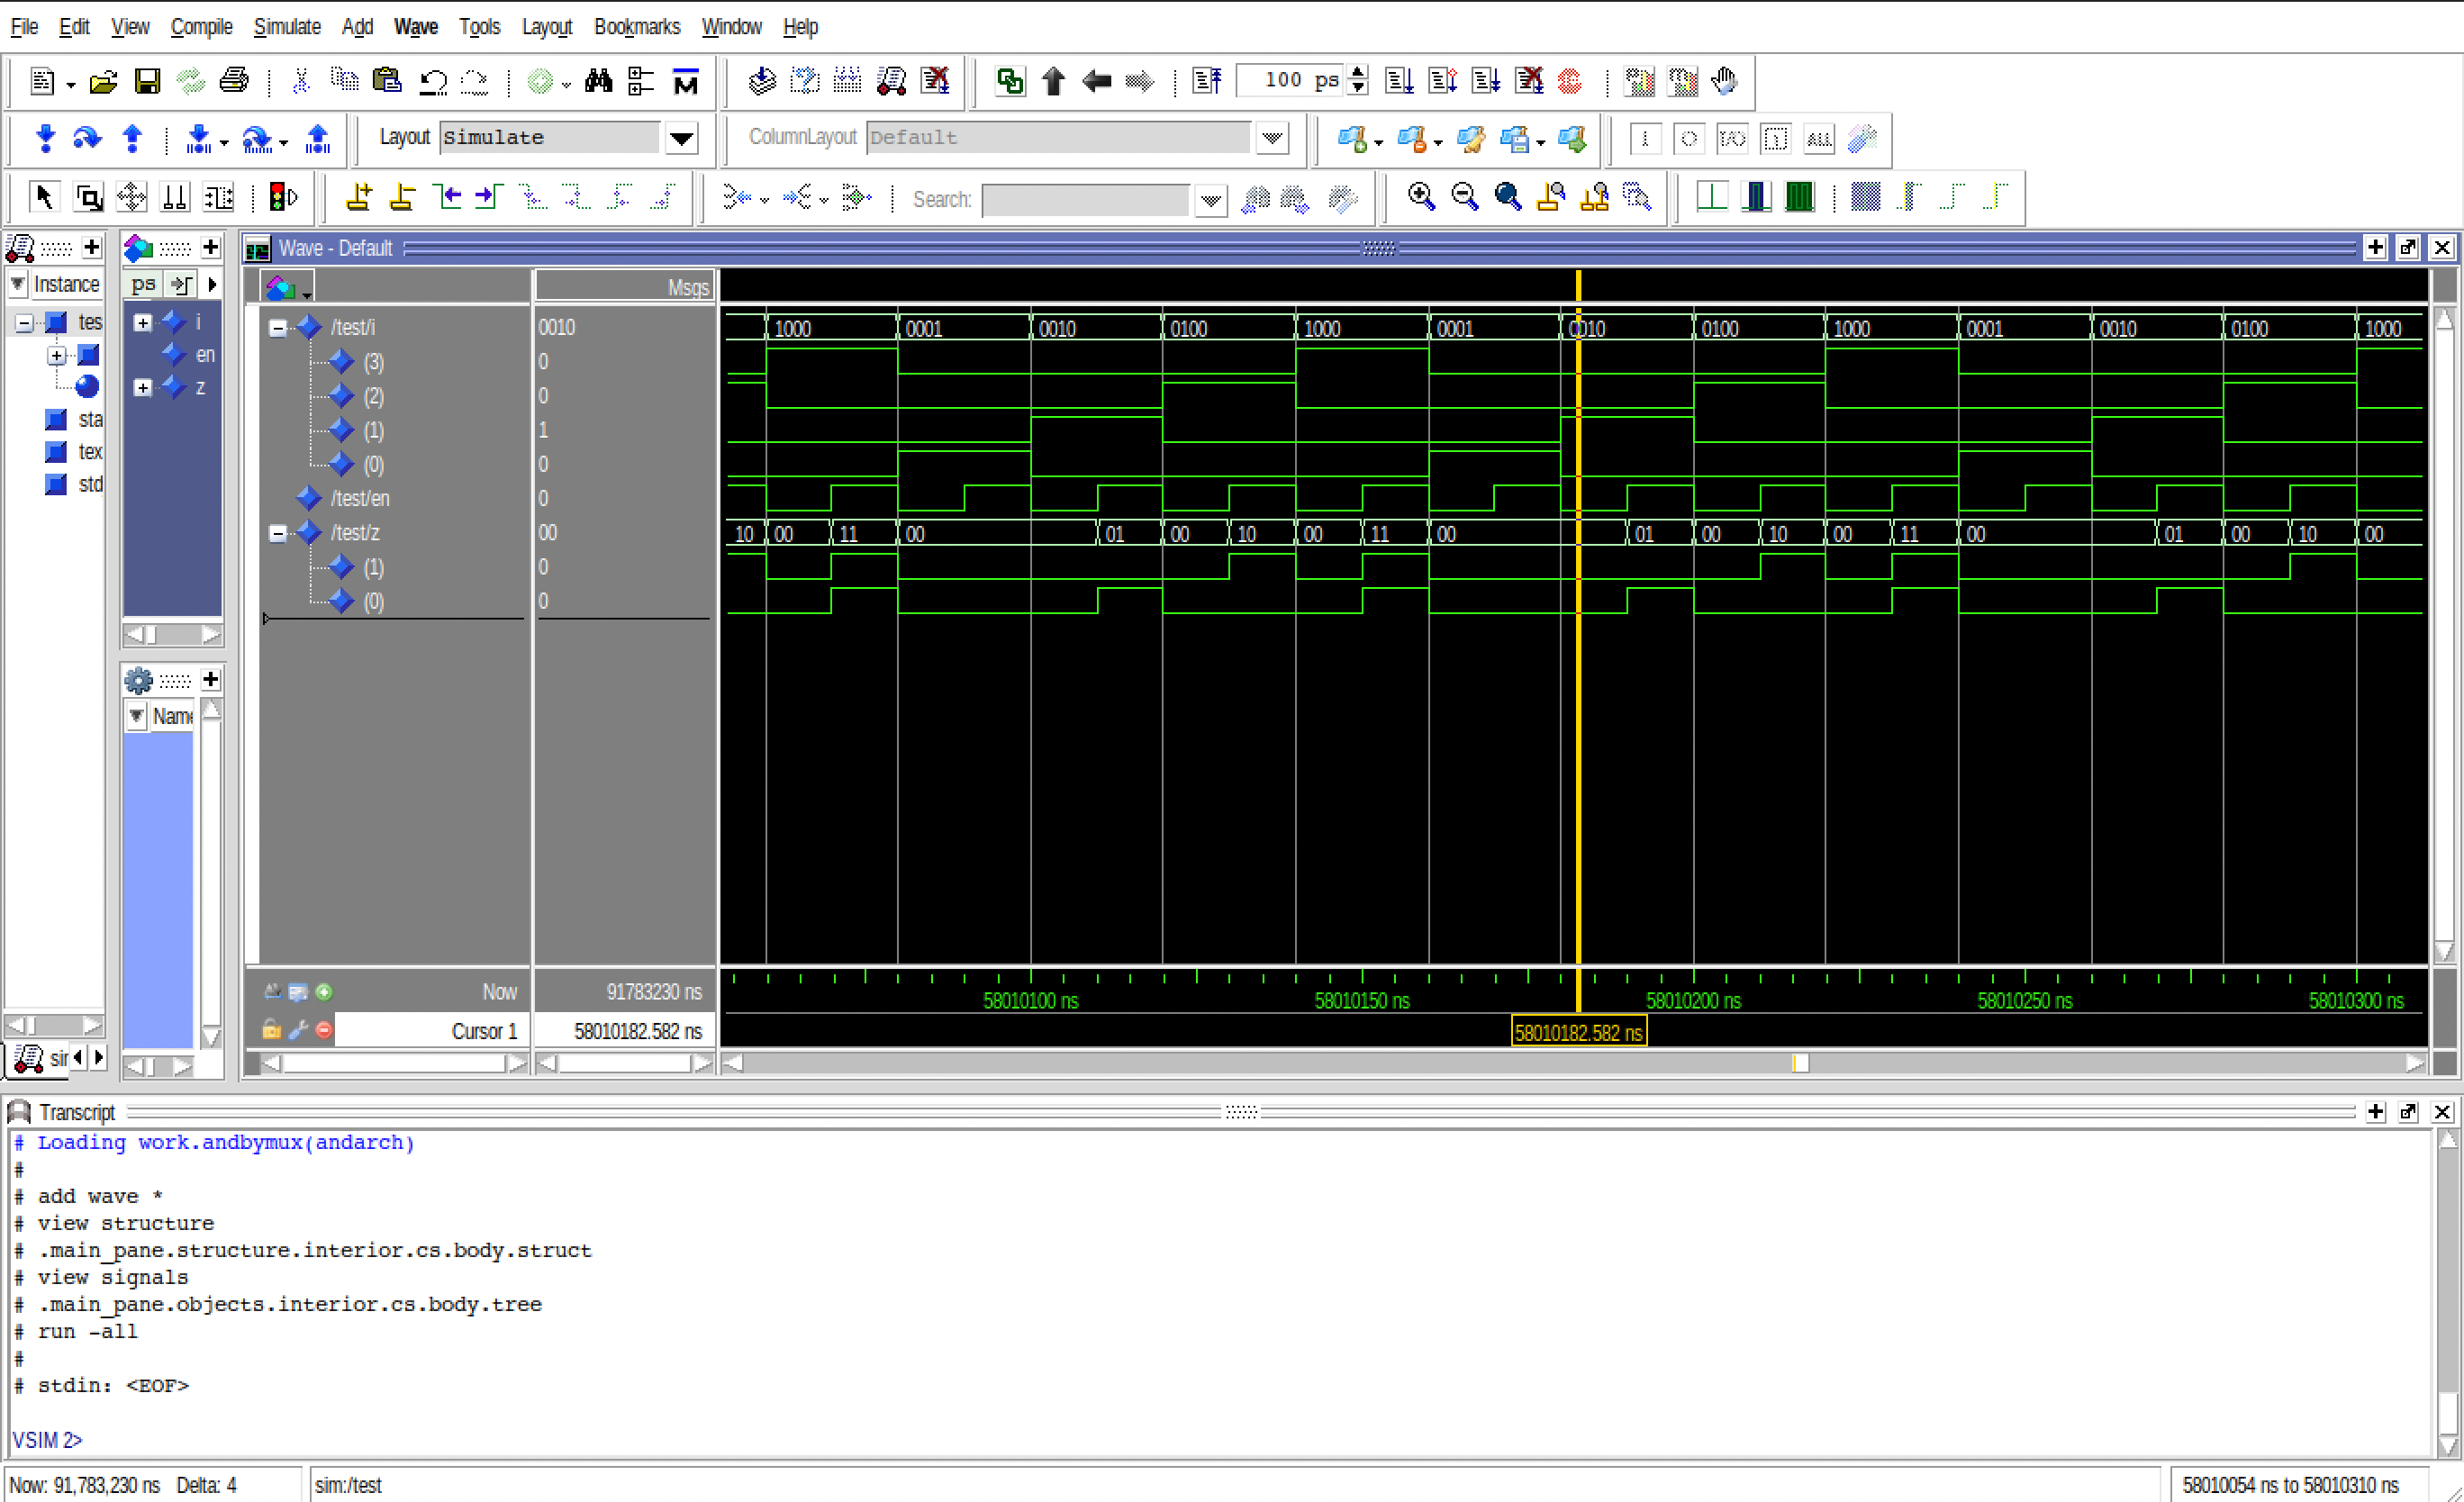 File Edit View Compile Simulate Add Wave Tools Layout Bookmarks Window Help
100 ps
Layout Simulate ColumnLayout Default
ALL
Search:
Wave - Default
Instance
ps
Msgs
tes
sta
tex
std
i
en
z
Name
sim
/test/i 0010 1000 0001 0010 0100 1000 0001 0010 0100 1000 0001 0010 0100 1000
(3) 0
(2) 0
(1) 1
(0) 0
/test/en 0
/test/z 00 10 00 11 00 01 00 10 00 11 00 01 00 10 00 11 00 01 00 10 00
(1) 0
(0) 0
Now 91783230 ns 58010100 ns 58010150 ns 58010200 ns 58010250 ns 58010300 ns
Cursor 1 58010182.582 ns 58010182.582 ns
Transcript
# Loading work.andbymux(andarch)
#
# add wave *
# view structure
# .main_pane.structure.interior.cs.body.struct
# view signals
# .main_pane.objects.interior.cs.body.tree
# run -all
#
# stdin: <EOF>
VSIM 2>
Now: 91,783,230 ns Delta: 4 sim:/test 58010054 ns to 58010310 ns